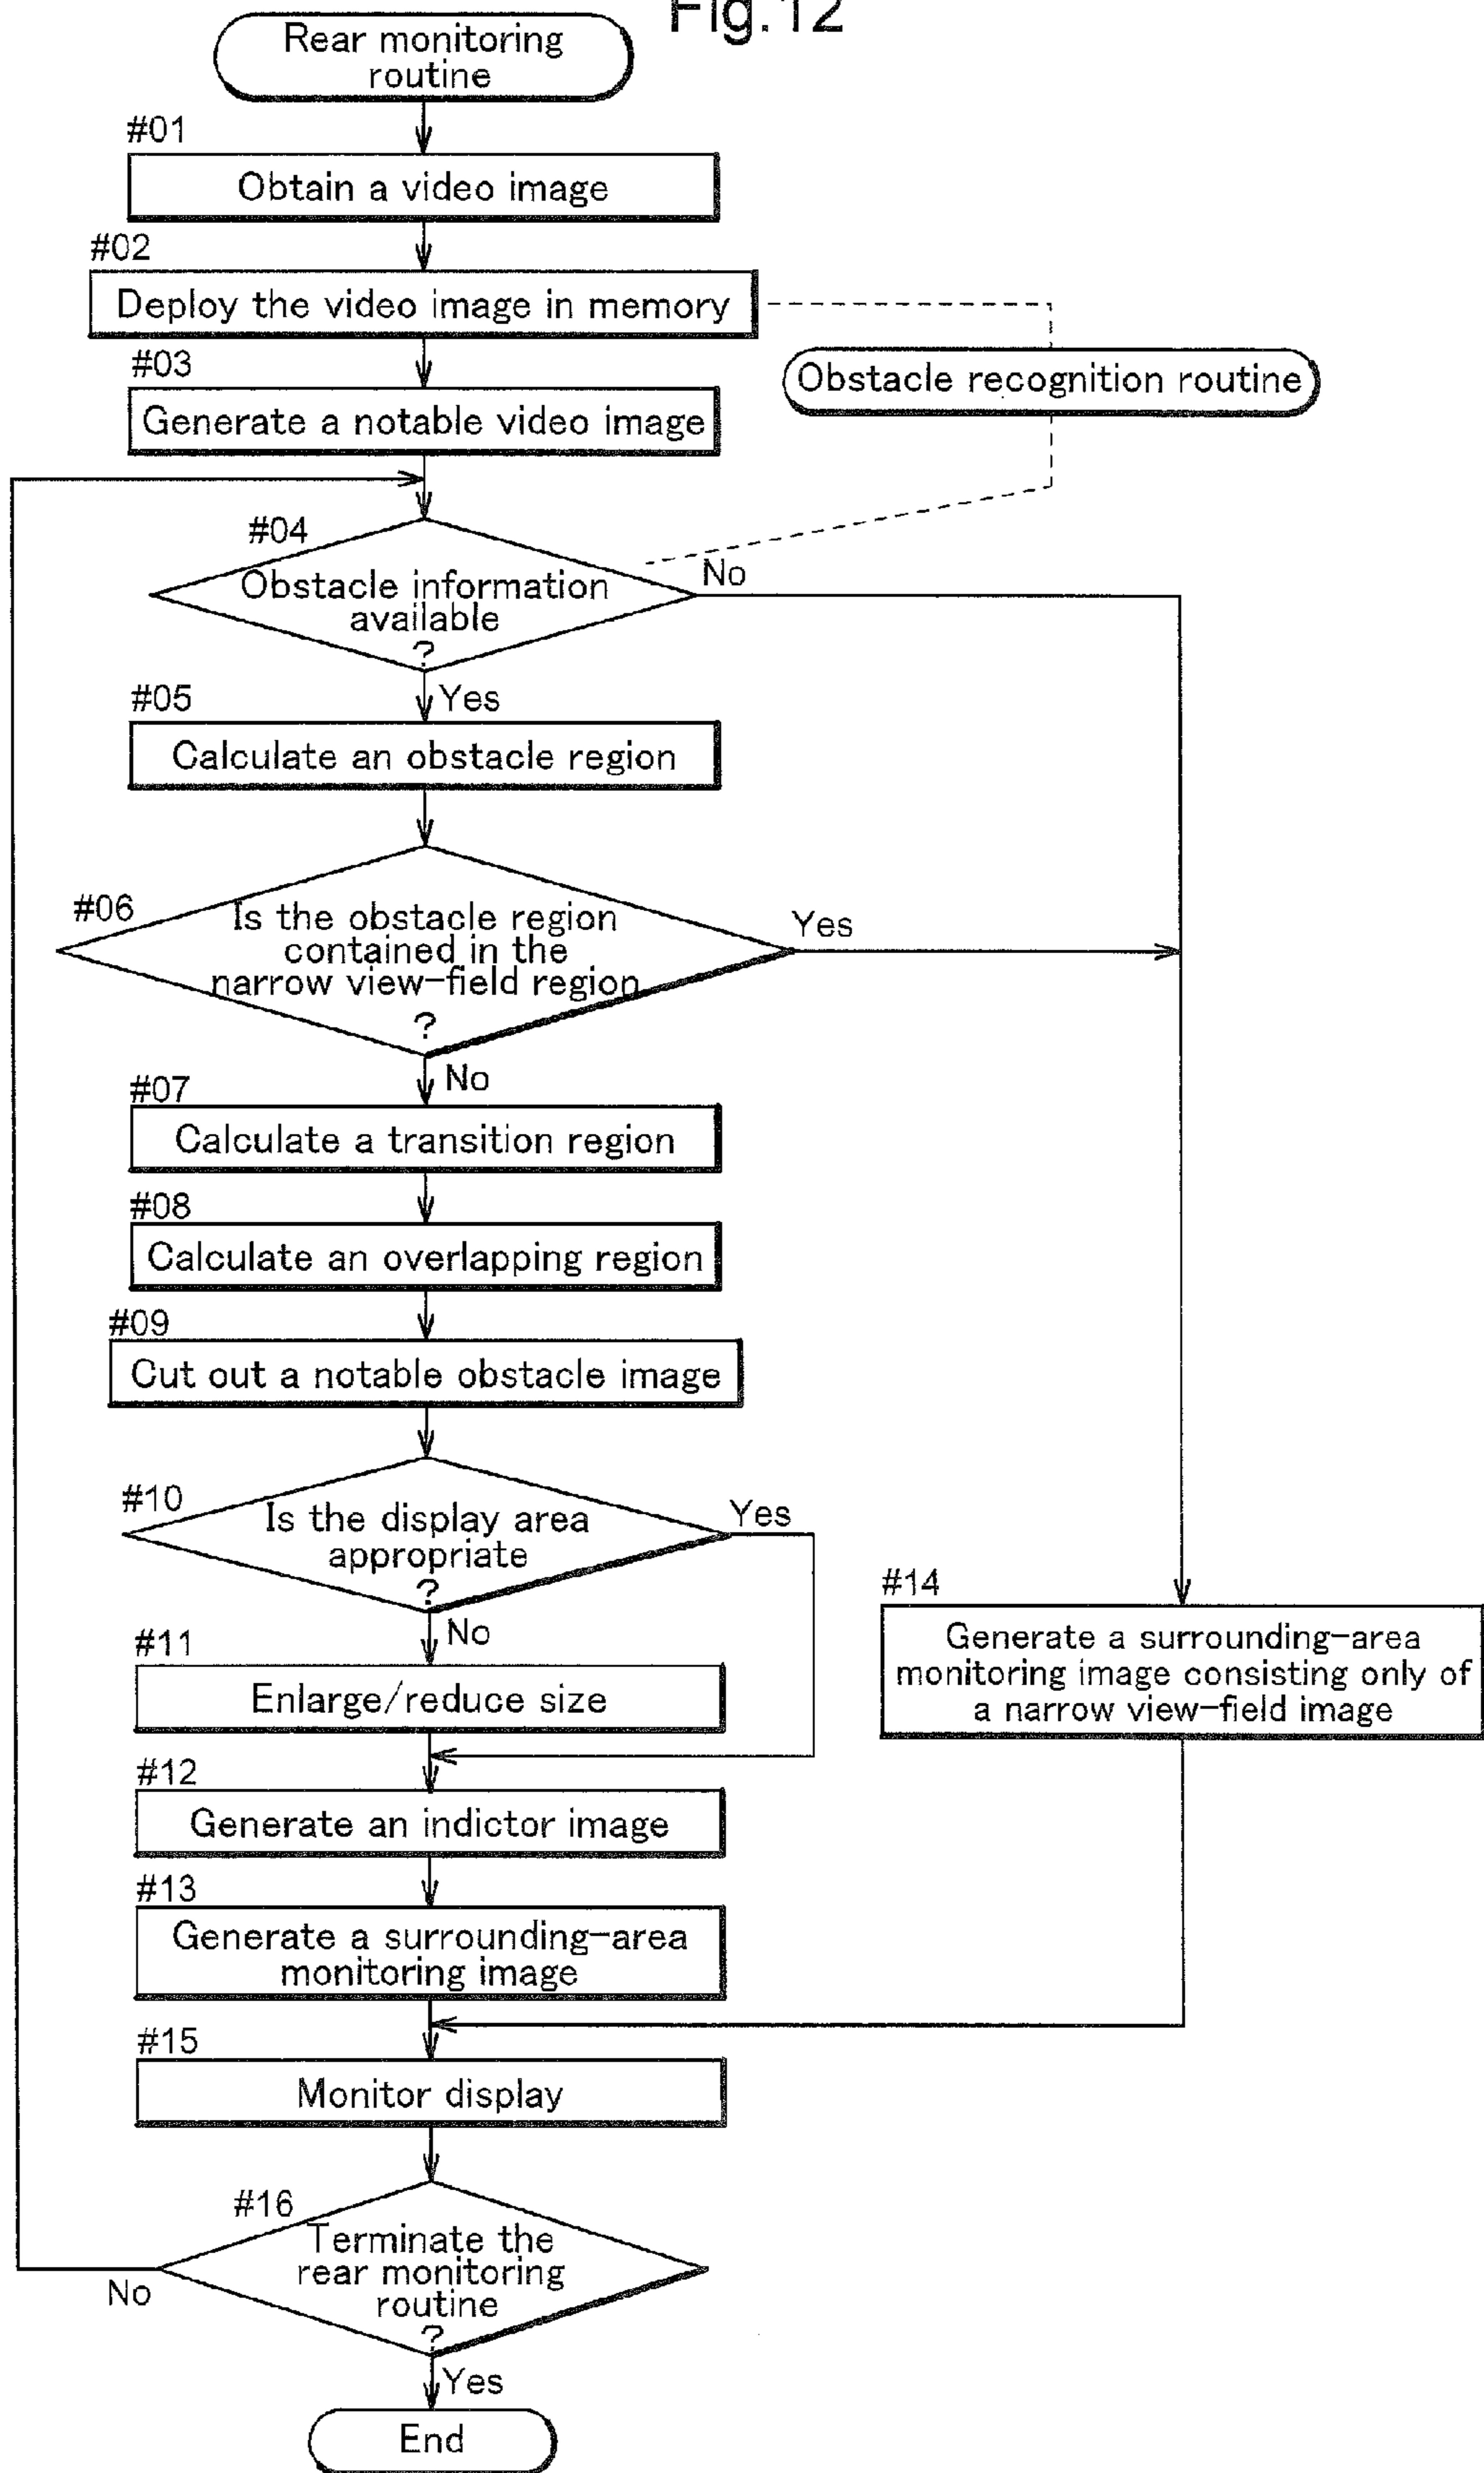 Fig.12
Rear monitoring
routine
#01
Obtain a video image
#02
Deploy the video image in memory
#03
Generate a notable video image
Obstacle recognition routine
#04
Obstacle information
available
?
No
Yes
#05
Calculate an obstacle region
#06
Is the obstacle region
contained in the
narrow view-field region
?
Yes
No
#07
Calculate a transition region
#08
Calculate an overlapping region
#09
Cut out a notable obstacle image
#10
Is the display area
appropriate
?
Yes
No
#11
Enlarge/reduce size
#14
Generate a surrounding-area
monitoring image consisting only of
a narrow view-field image
#12
Generate an indictor image
#13
Generate a surrounding-area
monitoring image
#15
Monitor display
#16
Terminate the
rear monitoring
routine
?
No
Yes
End